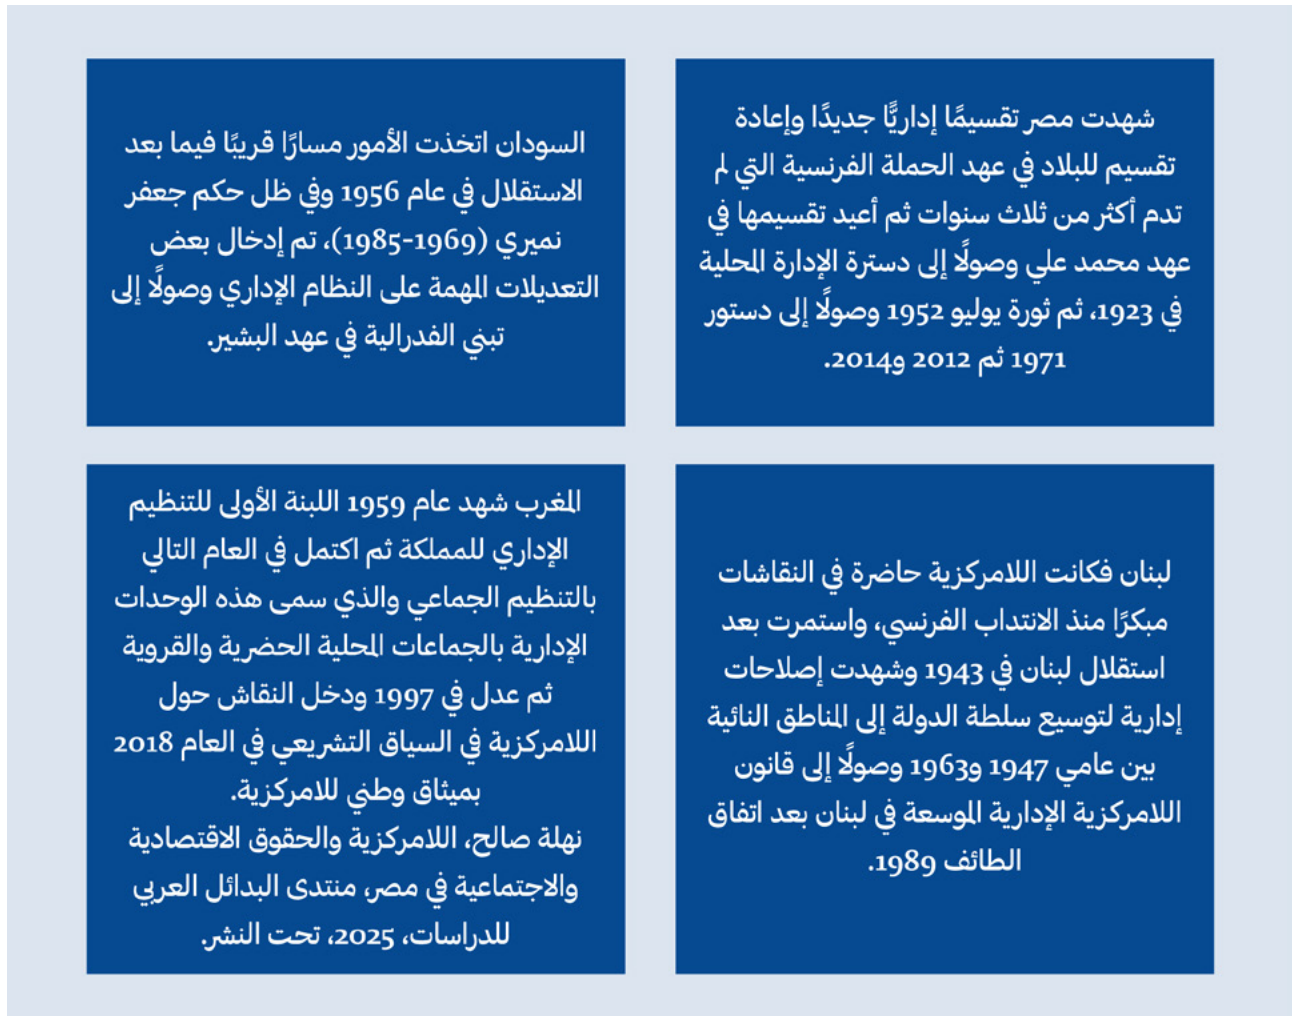 شهدت مصر تقسيمًا إداريًّا جديدًا وإعادة
تقسيم للبلاد في عهد الحملة الفرنسية التي لم
تدم أكثر من ثلاث سنوات ثم أعيد تقسيمها في
عهد محمد علي وصولًا إلى دسترة الإدارة المحلية
في 1923، ثم ثورة يوليو 1952 وصولًا إلى دستور
1971 ثم 2012 و2014.
السودان اتخذت الأمور مسارًا قريبًا فيما بعد
الاستقلال في عام 1956 وفي ظل حكم جعفر
نميري (1969-1985)، تم إدخال بعض
التعديلات المهمة على النظام الإداري وصولًا إلى
تبني الفدرالية في عهد البشير.
لبنان فكانت اللامركزية حاضرة في النقاشات
مبكرًا منذ الانتداب الفرنسي، واستمرت بعد
استقلال لبنان في 1943 وشهدت إصلاحات
إدارية لتوسيع سلطة الدولة إلى المناطق النائية
بين عامي 1947 و1963 وصولًا إلى قانون
اللامركزية الإدارية الموسعة في لبنان بعد اتفاق
الطائف 1989.
المغرب شهد عام 1959 اللبنة الأولى للتنظيم
الإداري للمملكة ثم اكتمل في العام التالي
بالتنظيم الجماعي والذي سمى هذه الوحدات
الإدارية بالجماعات المحلية الحضرية والقروية
ثم عدل في 1997 ودخل النقاش حول
اللامركزية في السياق التشريعي في العام 2018
بميثاق وطني للامركزية.
نهلة صالح، اللامركزية والحقوق الاقتصادية
والاجتماعية في مصر، منتدى البدائل العربي
للدراسات، 2025، تحت النشر.